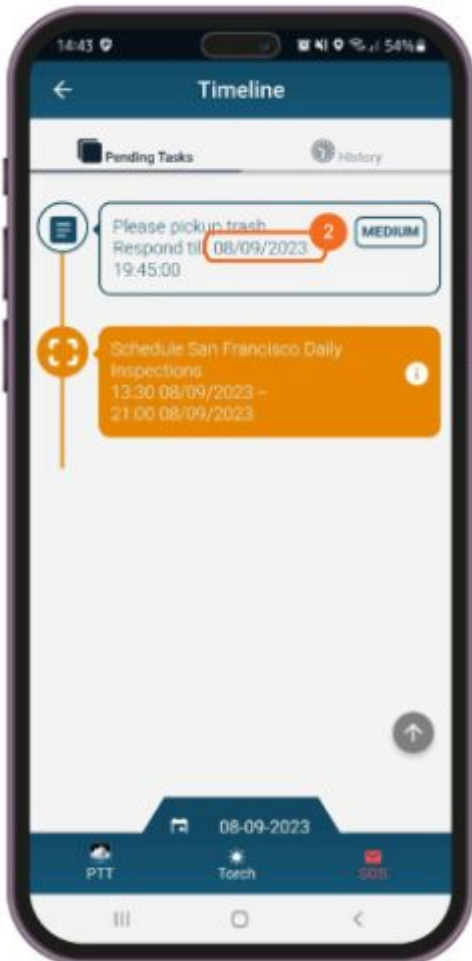 14:43 54%
Timeline
Pending Tasks History
Please pickup trash
Respond till 08/09/2023
19:45:00
2
MEDIUM
Schedule San Francisco Daily
Inspections
13:30 08/09/2023 –
21:00 08/09/2023
08-09-2023
PTT Torch SOS